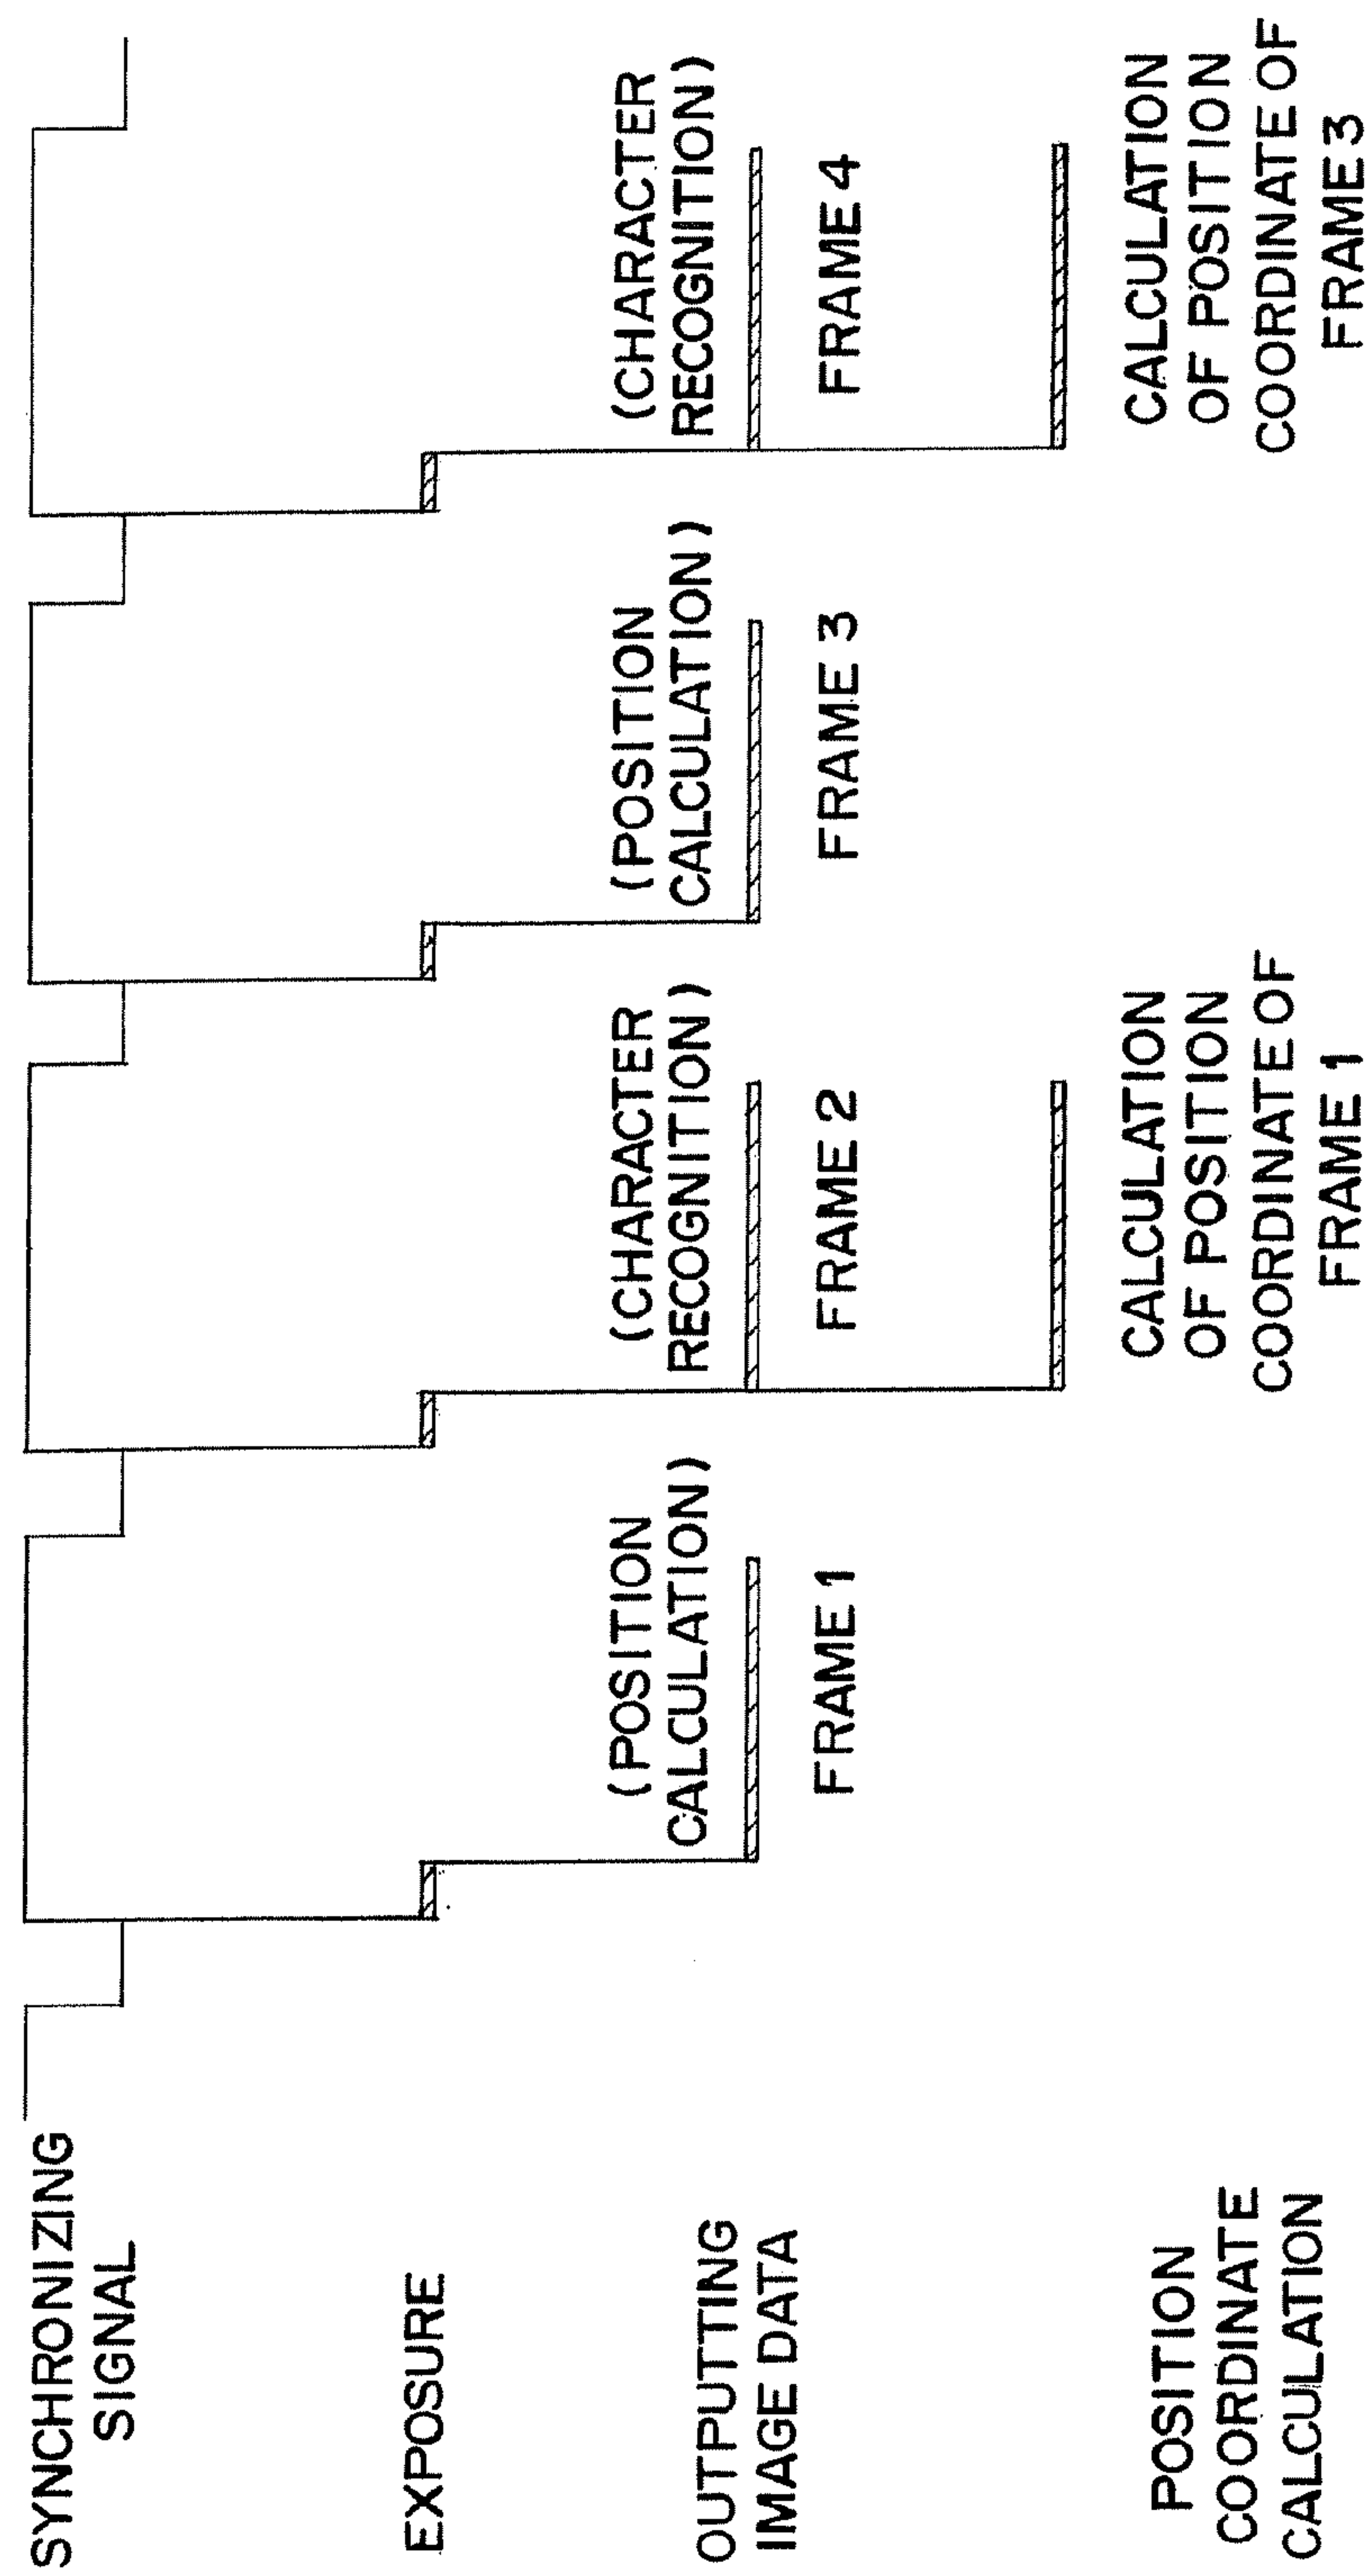 SYNCHRONIZING
SIGNAL
EXPOSURE
(POSITION
CALCULATION)
(CHARACTER
RECOGNITION)
(POSITION
CALCULATION)
(CHARACTER
RECOGNITION)
OUTPUTTING
IMAGE DATA
FRAME 1
FRAME 2
FRAME 3
FRAME 4
POSITION
COORDINATE
CALCULATION
CALCULATION
OF POSITION
COORDINATE OF
FRAME 1
CALCULATION
OF POSITION
COORDINATE OF
FRAME 3